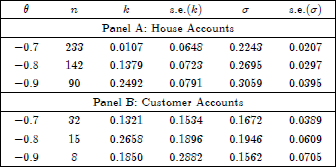 θ n k s.e.(k) σ s.e.(σ)
Panel A: House Accounts
−0.7 233 0.0107 0.0648 0.2243 0.0207
−0.8 142 0.1379 0.0723 0.2695 0.0297
−0.9 90 0.2492 0.0791 0.3059 0.0395
Panel B: Customer Accounts
−0.7 32 0.1321 0.1534 0.1672 0.0389
−0.8 15 0.2658 0.1896 0.1946 0.0609
−0.9 8 0.1850 0.2882 0.1562 0.0705